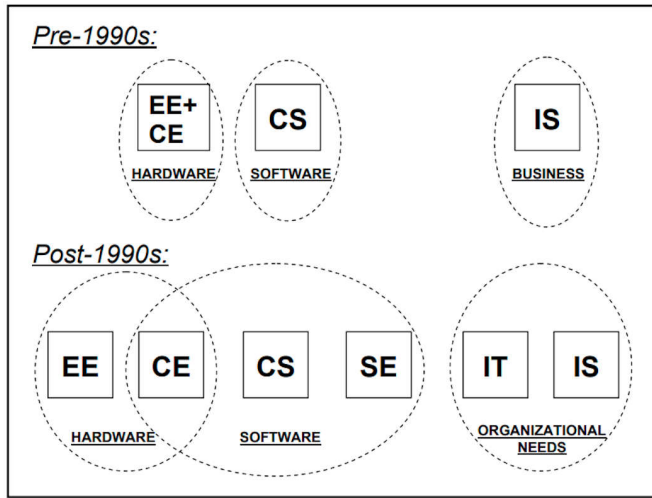 Pre-1990s:
EE+
CE
CS
IS
HARDWARE
SOFTWARE
BUSINESS
Post-1990s:
EE
CE
CS
SE
IT
IS
HARDWARE
SOFTWARE
ORGANIZATIONAL
NEEDS